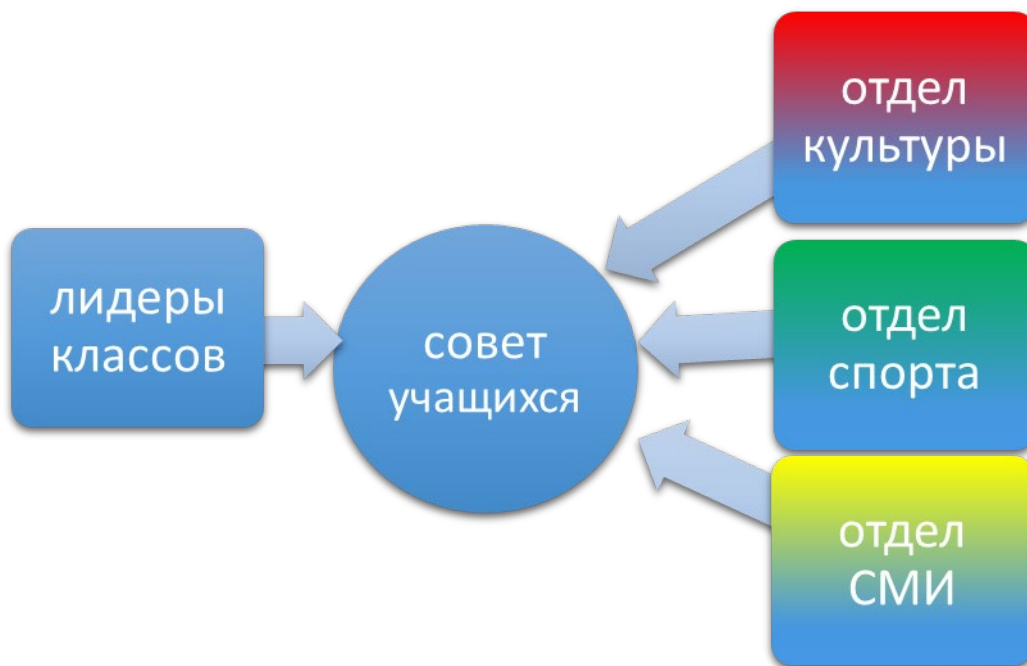 лидеры
классов
совет
учащихся
отдел
культуры
отдел
спорта
отдел
СМИ